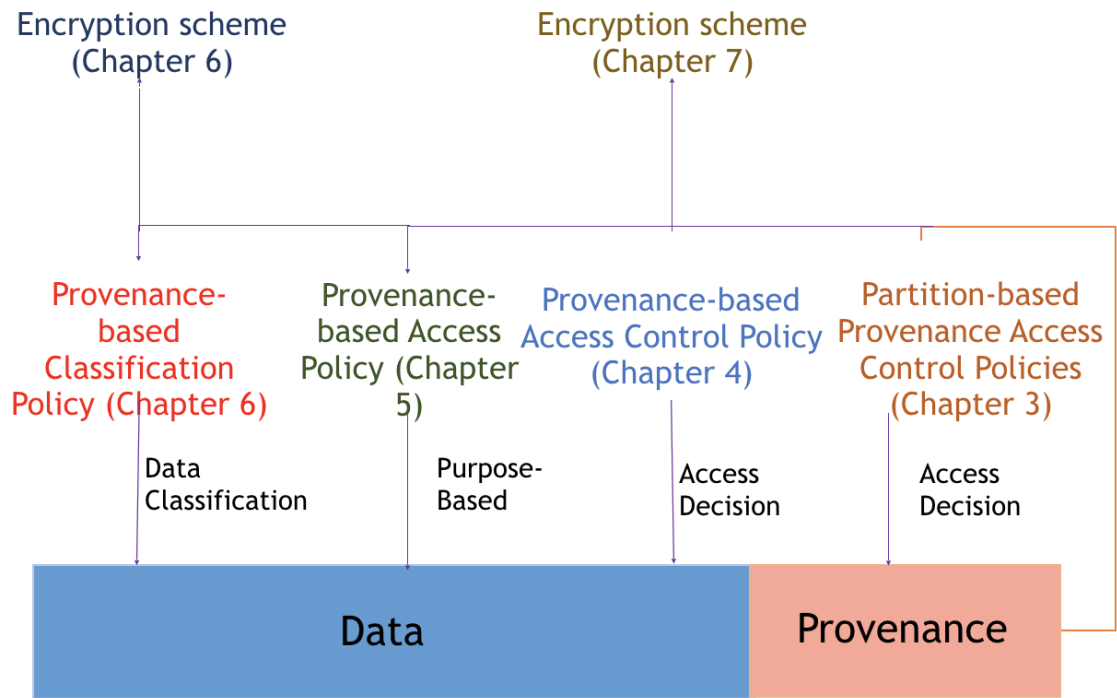 Encryption scheme
(Chapter 6)
Encryption scheme
(Chapter 7)
Provenance-
based
Classification
Policy (Chapter 6)
Provenance-
based Access
Policy (Chapter
5)
Provenance-based
Access Control Policy
(Chapter 4)
Partition-based
Provenance Access
Control Policies
(Chapter 3)
Data
Classification
Purpose-
Based
Access
Decision
Access
Decision
Data
Provenance